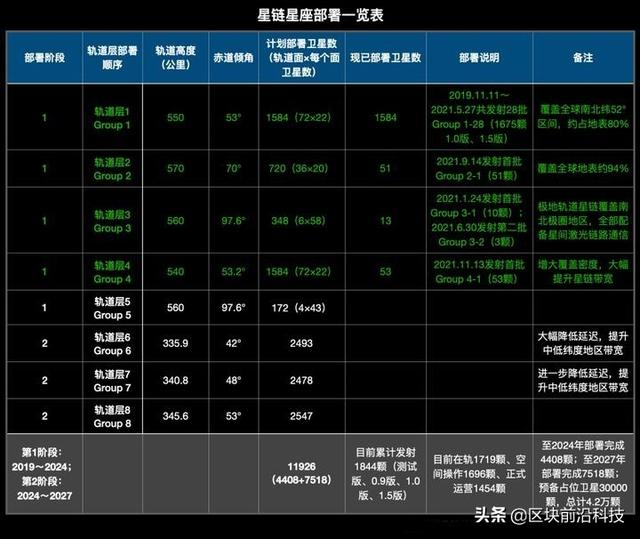 星链星座部署一览表
部署阶段
轨道层部署
顺序
轨道高度
(公里)
赤道倾角
计划部署卫星数
(轨道面×每个面
卫星数)
现已部署卫星数
部署说明
备注
1
轨道层1
Group 1
550
53°
1584(72×22)
1584
2019.11.11～
2021.5.27共发射28批
Group 1-28(1675颗
1.0版、1.5版)
覆盖全球南北纬52°
区间，约占地表80%
1
轨道层2
Group 2
570
70°
720(36×20)
51
2021.9.14发射首批
Group 2-1(51颗)
覆盖全球地表约94%
1
轨道层3
Group 3
560
97.6°
348(6×58)
13
2021.1.24发射首批
Group 3-1(10颗)；
2021.6.30发射第二批
Group 3-2(3颗)
极地轨道星链覆盖南
北极圈地区，全部配
备星间激光链路通信
1
轨道层4
Group 4
540
53.2°
1584(72×22)
53
2021.11.13发射首批
Group 4-1(53颗)
增大覆盖密度，大幅
提升星链带宽
1
轨道层5
Group 5
560
97.6°
172(4×43)
2
轨道层6
Group 6
335.9
42°
2493
大幅降低延迟，提升
中低纬度地区带宽
2
轨道层7
Group 7
340.8
48°
2478
进一步降低延迟，提
升中低纬度地区带宽
2
轨道层8
Group 8
345.6
53°
2547
第1阶段：
2019～2024；
第2阶段：
2024～2027
11926
(4408+7518)
目前累计发射
1844颗(测试
版、0.9版、1.0
版、1.5版)
目前在轨1719颗、空
间操作1696颗、正式
运营1454颗
至2024年部署完成
4408颗；至2027年
部署完成7518颗；
预备占位卫星30000
颗，总计4.2万颗
头条 @区块前沿科技